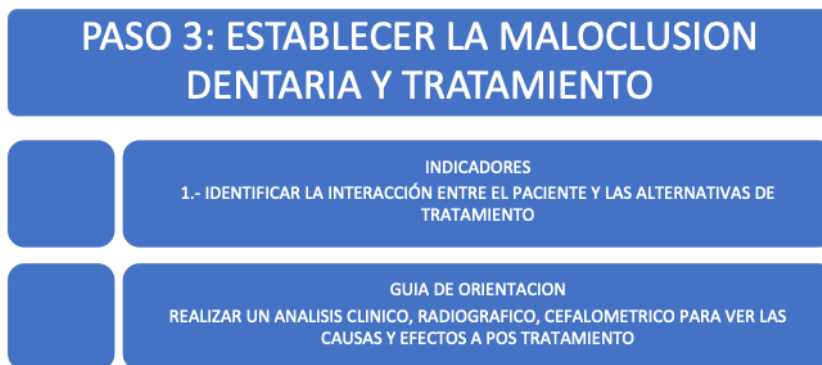 PASO 3: ESTABLECER LA MALOCLUSION
DENTARIA Y TRATAMIENTO
INDICADORES
1.- IDENTIFICAR LA INTERACCIÓN ENTRE EL PACIENTE Y LAS ALTERNATIVAS DE
TRATAMIENTO
GUIA DE ORIENTACION
REALIZAR UN ANALISIS CLINICO, RADIOGRAFICO, CEFALOMETRICO PARA VER LAS
CAUSAS Y EFECTOS A POS TRATAMIENTO